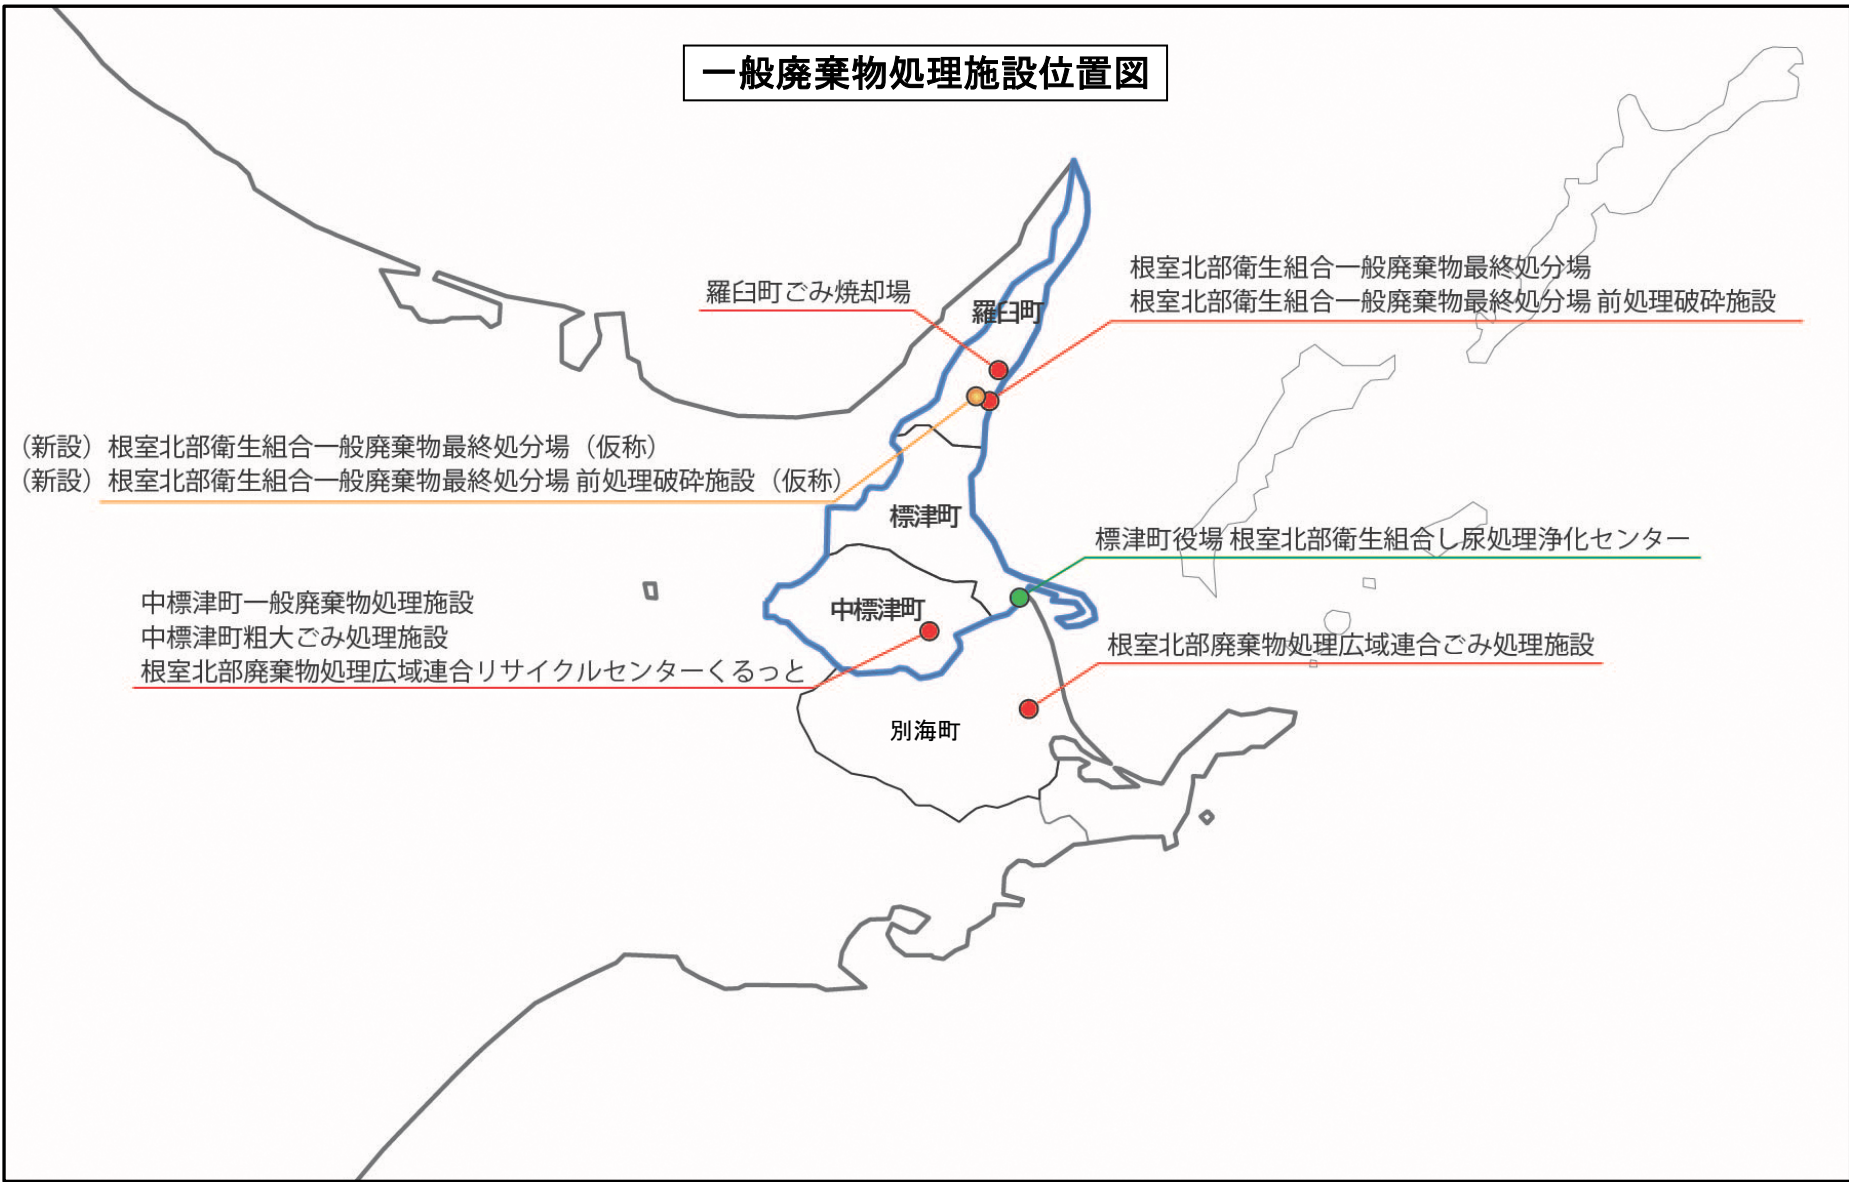 一般廃棄物処理施設位置図
羅臼町ごみ焼却場
羅臼町
根室北部衛生組合一般廃棄物最終処分場
根室北部衛生組合一般廃棄物最終処分場 前処理破砕施設
（新設）根室北部衛生組合一般廃棄物最終処分場（仮称）
（新設）根室北部衛生組合一般廃棄物最終処分場 前処理破砕施設（仮称）
標津町
標津町役場 根室北部衛生組合し尿処理浄化センター
中標津町一般廃棄物処理施設
中標津町粗大ごみ処理施設
根室北部廃棄物処理広域連合リサイクルセンターくるっと
中標津町
根室北部廃棄物処理広域連合ごみ処理施設
別海町